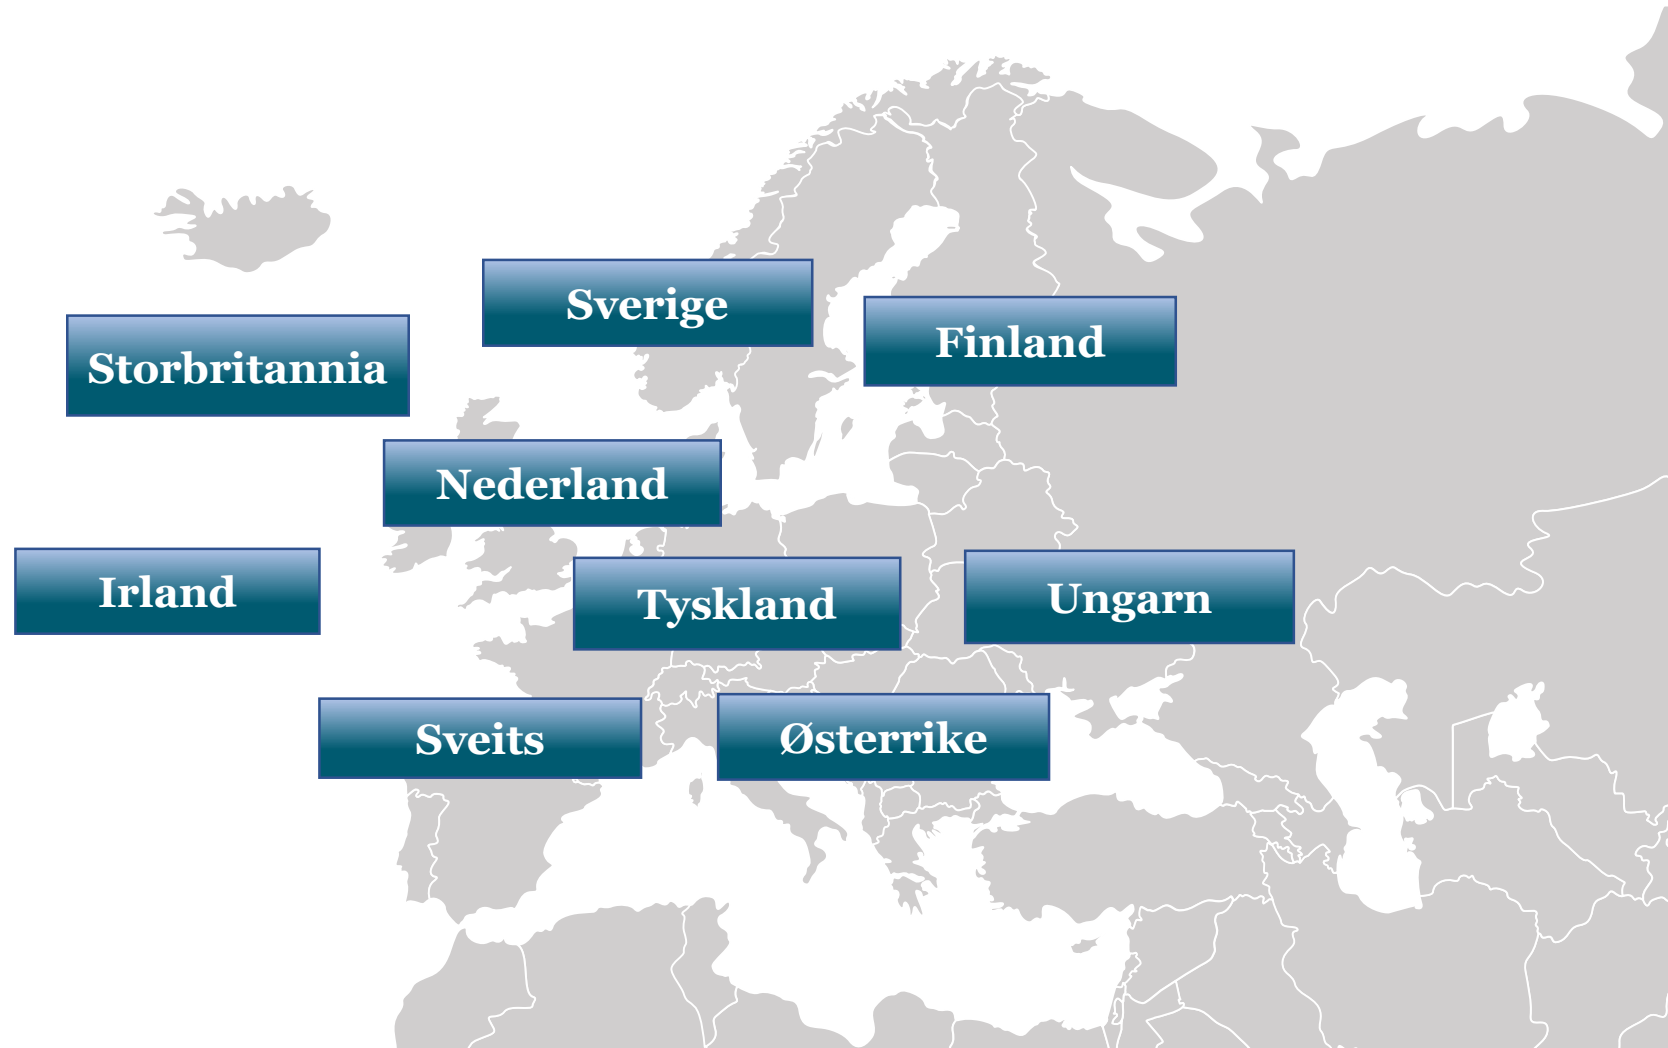 Sverige
Finland
Storbritannia
Nederland
Irland
Tyskland
Ungarn
Sveits
Østerrike